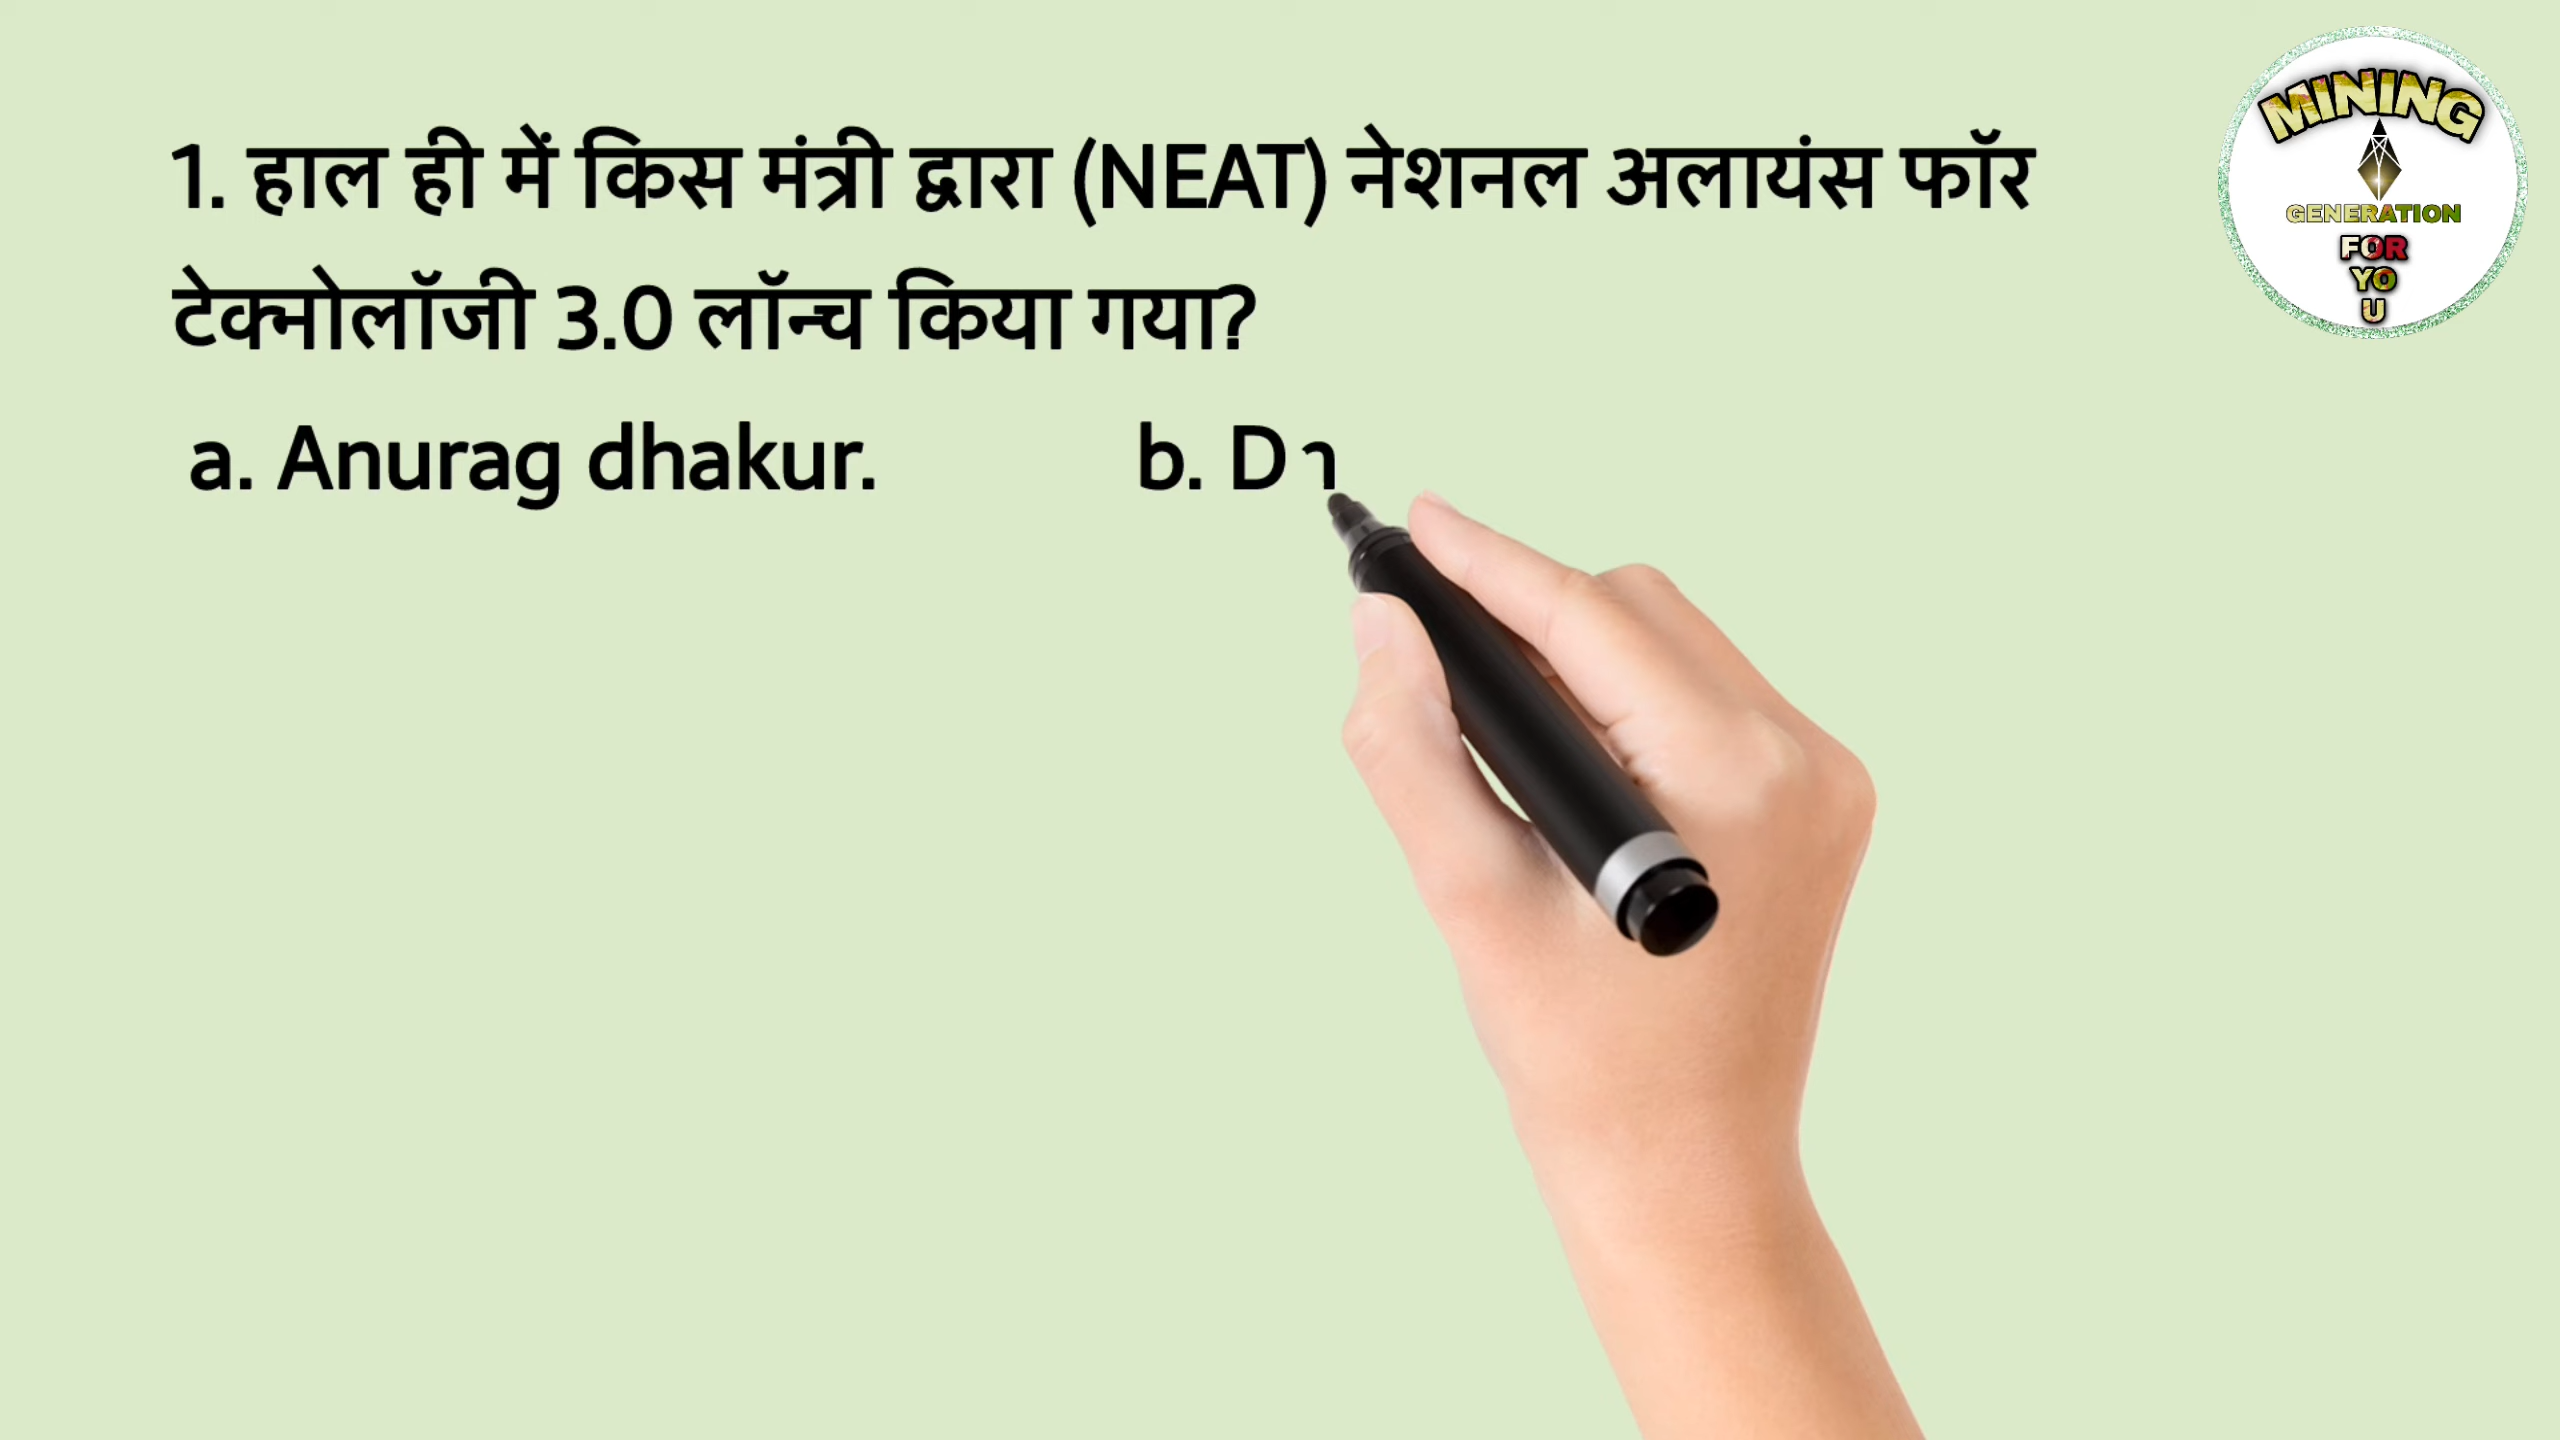 1. हाल ही में किस मंत्री द्वारा (NEAT) नेशनल अलायंस फॉर
टेक्नोलॉजी 3.0 लॉन्च किया गया?
a. Anurag dhakur. b. D
MINING
GENERATION
FOR
YO
U